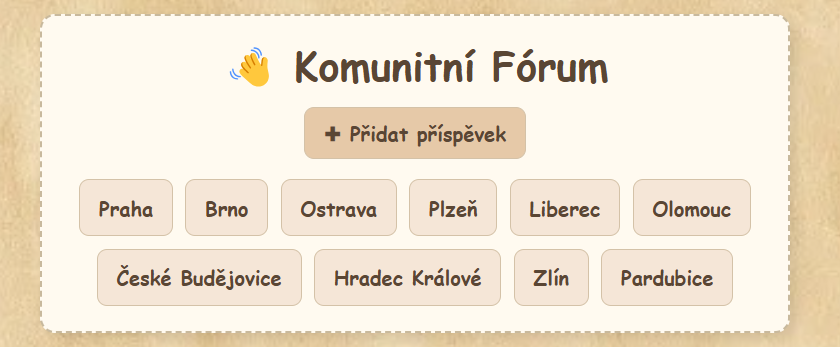 👋 Komunitní Fórum
➕ Přidat příspěvek
Praha Brno Ostrava Plzeň Liberec Olomouc
České Budějovice Hradec Králové Zlín Pardubice